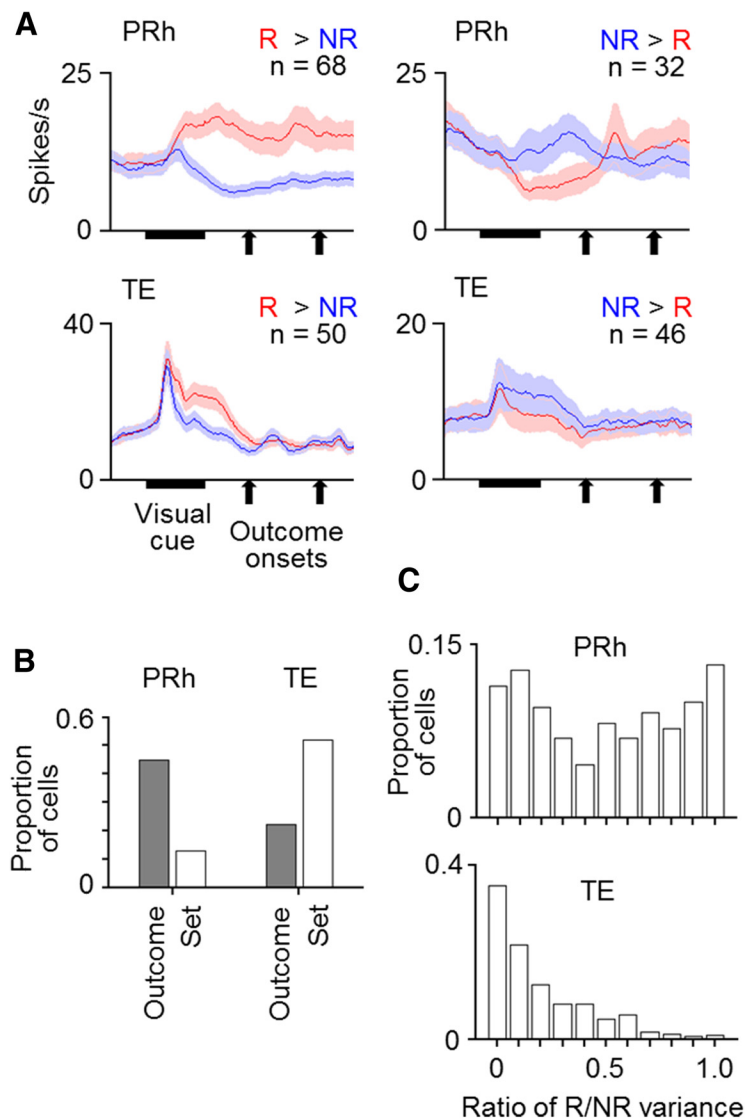 A
PRh
R > NR
n = 68
PRh
NR > R
n = 32
25
0
Spikes/s
25
0
TE
R > NR
n = 50
TE
NR > R
n = 46
40
0
20
0
Visual
cue
Outcome
onsets
B
PRh
TE
0.6
0
Proportion
of cells
Outcome
Set
Outcome
Set
C
PRh
0.15
0
Proportion
of cells
TE
0.4
0
0
0.5
1.0
Ratio of R/NR variance